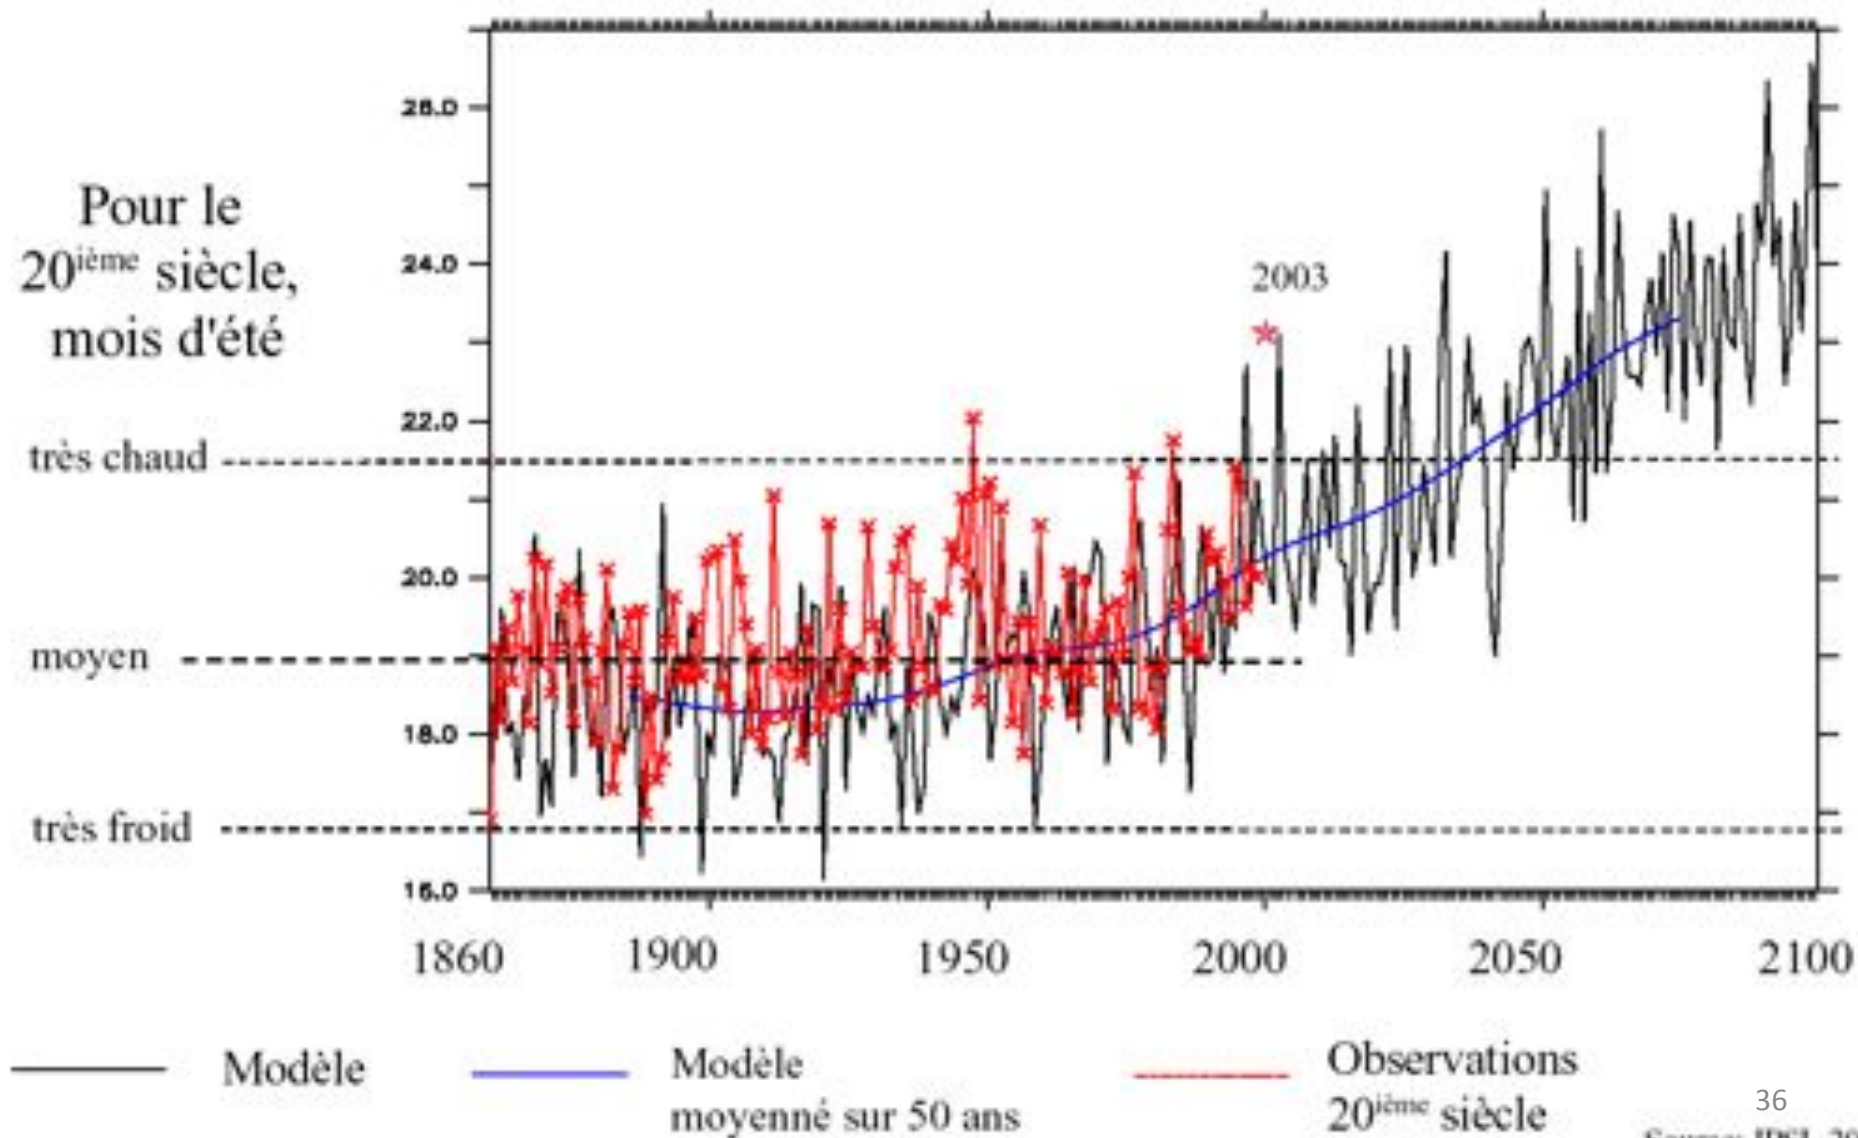 26.0
Pour le
20ième siècle,
mois d'été
24.0
2003
22.0
très chaud
20.0
moyen
18.0
très froid
16.0
1860 1900 1950 2000 2050 2100
Modèle
Modèle
moyenné sur 50 ans
Observations
20ième siècle
36